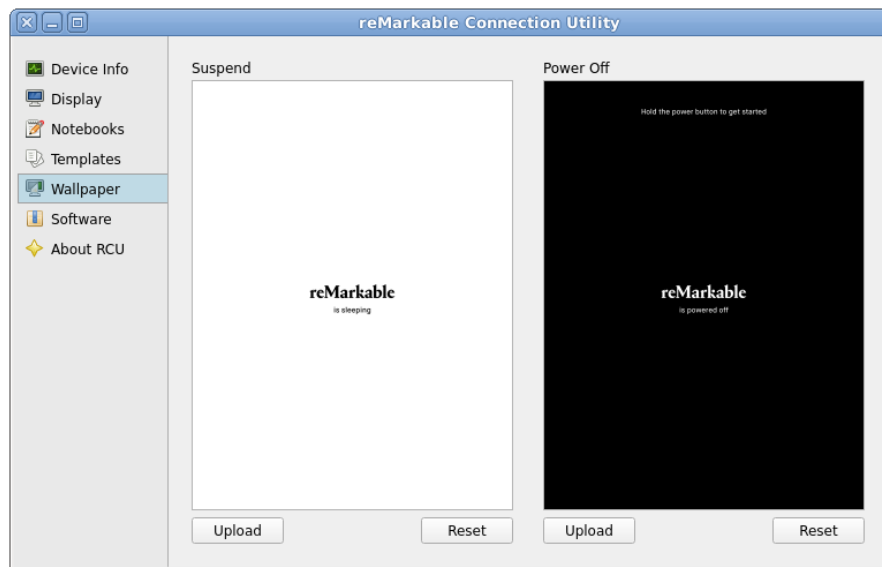 reMarkable Connection Utility
Device Info
Display
Notebooks
Templates
Wallpaper
Software
About RCU
Suspend
reMarkable
is sleeping
Upload
Reset
Power Off
Hold the power button to get started
reMarkable
is powered off
Upload
Reset